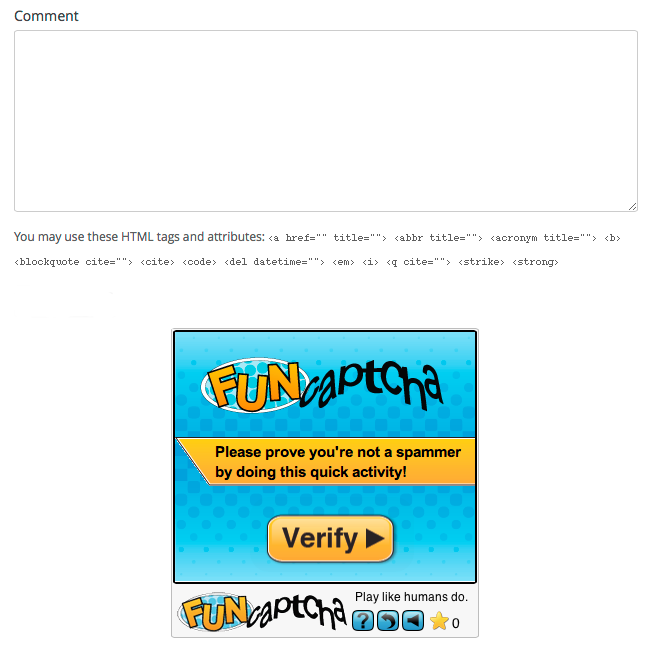 Comment
You may use these HTML tags and attributes: <a href="" title=""> <abbr title=""> <acronym title=""> <b>
<blockquote cite=""> <cite> <code> <del datetime=""> <em> <i> <q cite=""> <strike> <strong>
FUNcaptcha
Please prove you're not a spammer
by doing this quick activity!
Verify
FUNcaptcha
Play like humans do.
? 0